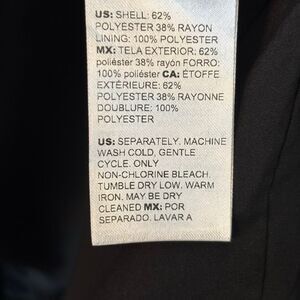 US: SHELL: 62%
POLYESTER 38% RAYON
LINING: 100% POLYESTER
MX: TELA EXTERIOR: 62%
poliéster 38% rayón FORRO:
100% poliéster CA: ÉTOFFE
EXTÉRIEURE: 62%
POLYESTER 38% RAYONNE
DOUBLURE: 100%
POLYESTER
US: SEPARATELY. MACHINE
WASH COLD, GENTLE
CYCLE. ONLY
NON-CHLORINE BLEACH.
TUMBLE DRY LOW. WARM
IRON. MAY BE DRY
CLEANED MX: POR
SEPARADO. LAVAR A